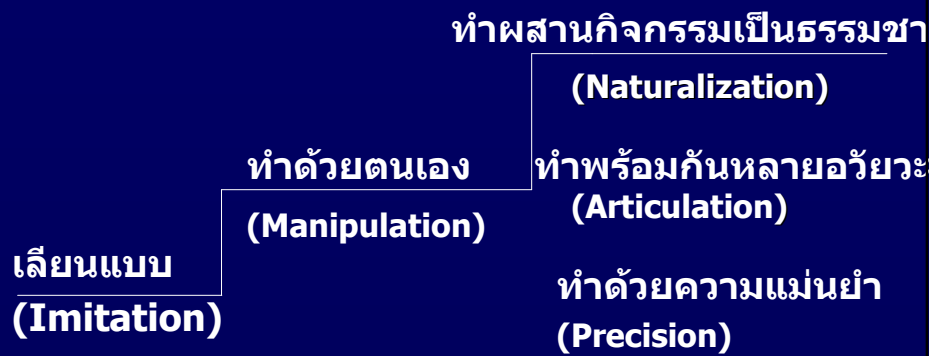 ทำผสานกิจกรรมเป็นธรรมชา
(Naturalization)
ทำด้วยตนเอง
(Manipulation)
ทำพร้อมกันหลายอวัยวะ
(Articulation)
เลียนแบบ
(Imitation)
ทำด้วยความแม่นยำ
(Precision)